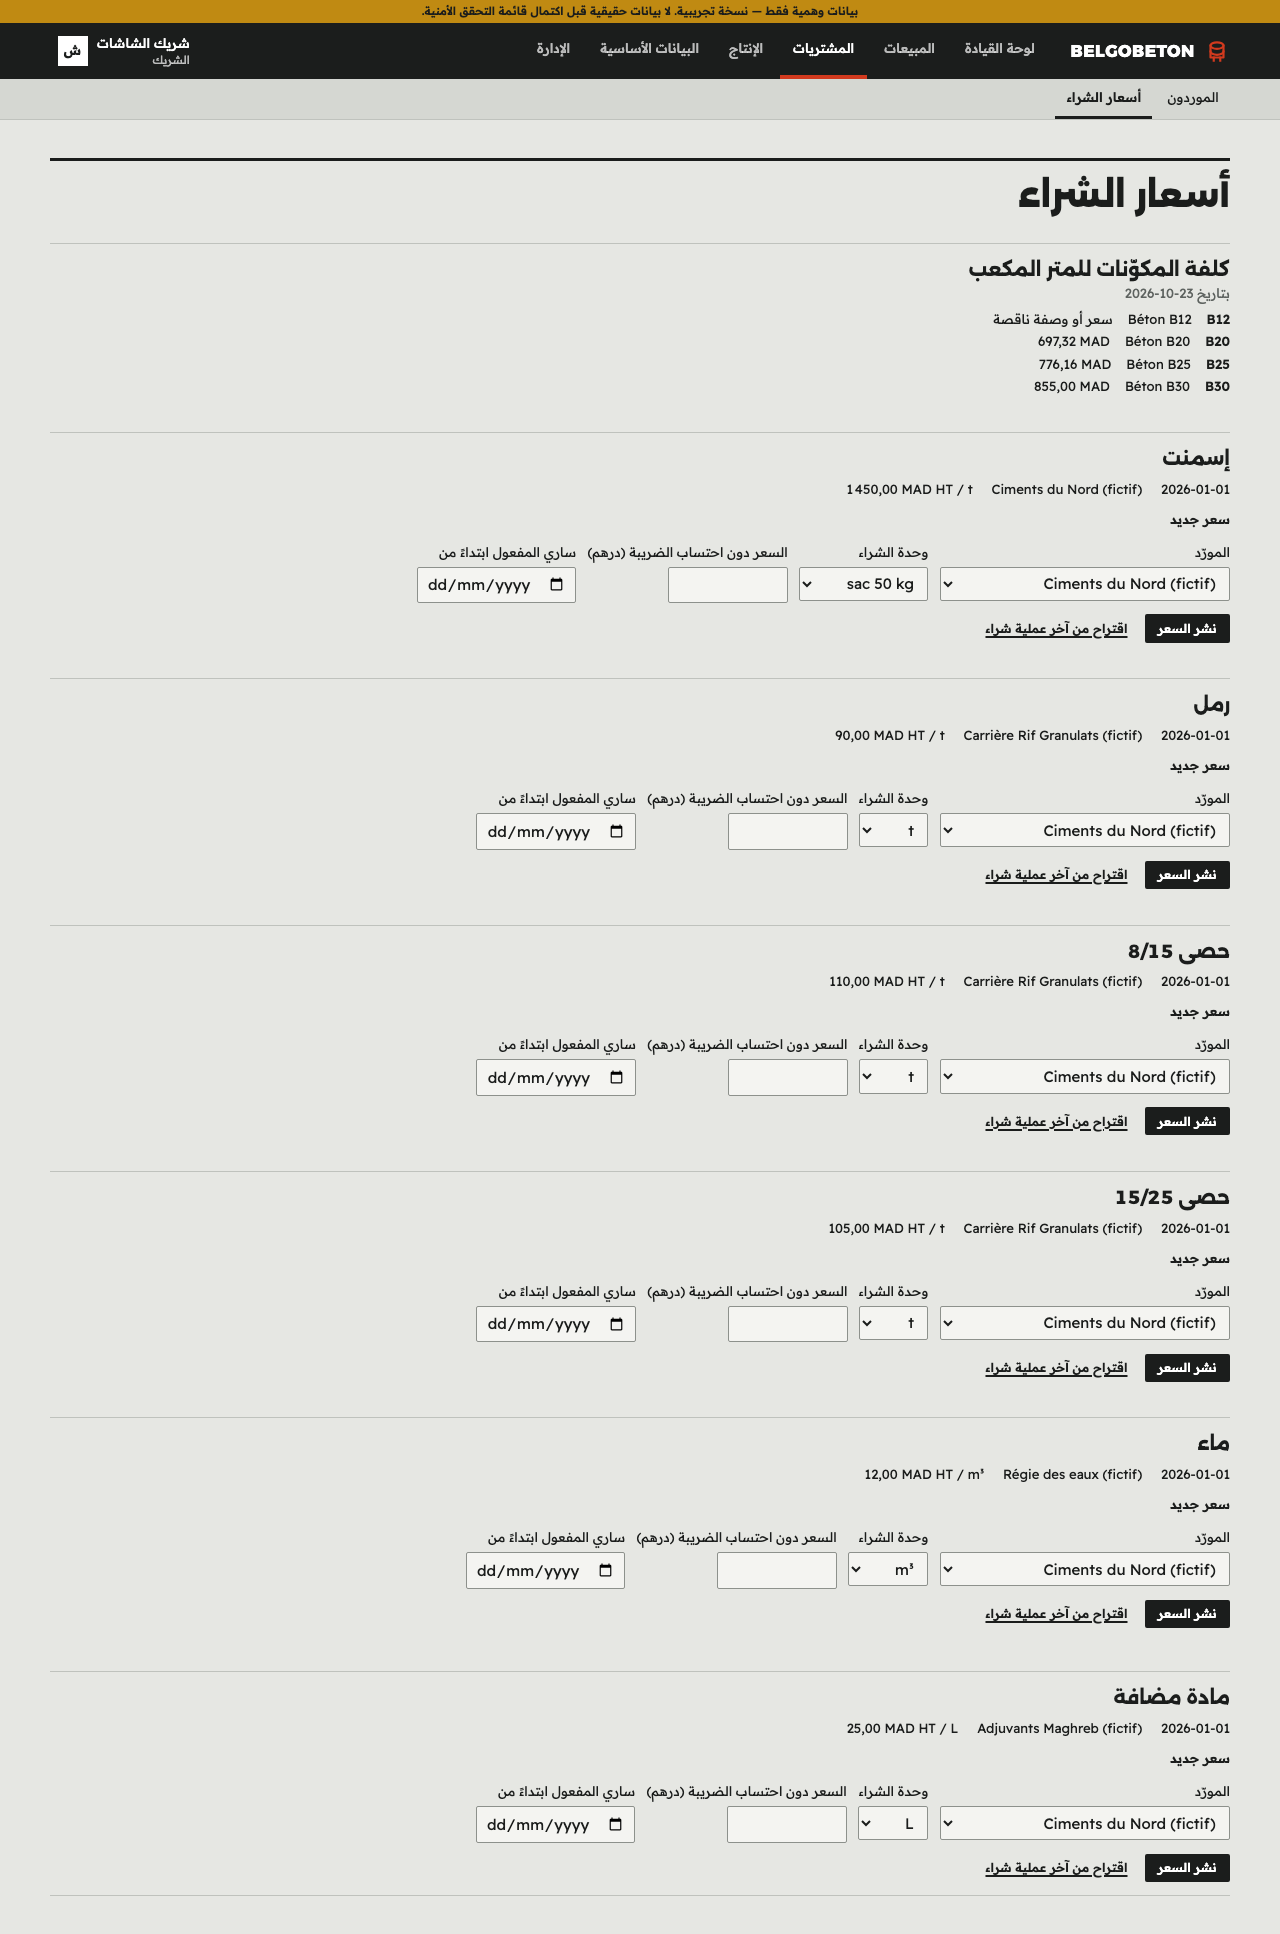 بيانات وهمية فقط — نسخة تجريبية. لا بيانات حقيقية قبل اكتمال قائمة التحقق الأمنية.
BELGOBETON لوحة القيادة المبيعات المشتريات الإنتاج البيانات الأساسية الإدارة شريك الشاشات ش
الشريك
الموردون أسعار الشراء
أسعار الشراء
كلفة المكوّنات للمتر المكعب
بتاريخ 23-10-2026
B12 Béton B12 سعر أو وصفة ناقصة
B20 Béton B20 697,32 MAD
B25 Béton B25 776,16 MAD
B30 Béton B30 855,00 MAD
إسمنت
2026-01-01 Ciments du Nord (fictif) 1 450,00 MAD HT / t
سعر جديد
المورّد وحدة الشراء السعر دون احتساب الضريبة (درهم) ساري المفعول ابتداءً من
Ciments du Nord (fictif) sac 50 kg dd/mm/yyyy
نشر السعر اقتراح من آخر عملية شراء
رمل
2026-01-01 Carrière Rif Granulats (fictif) 90,00 MAD HT / t
سعر جديد
المورّد وحدة الشراء السعر دون احتساب الضريبة (درهم) ساري المفعول ابتداءً من
Ciments du Nord (fictif) t dd/mm/yyyy
نشر السعر اقتراح من آخر عملية شراء
حصى 8/15
2026-01-01 Carrière Rif Granulats (fictif) 110,00 MAD HT / t
سعر جديد
المورّد وحدة الشراء السعر دون احتساب الضريبة (درهم) ساري المفعول ابتداءً من
Ciments du Nord (fictif) t dd/mm/yyyy
نشر السعر اقتراح من آخر عملية شراء
حصى 15/25
2026-01-01 Carrière Rif Granulats (fictif) 105,00 MAD HT / t
سعر جديد
المورّد وحدة الشراء السعر دون احتساب الضريبة (درهم) ساري المفعول ابتداءً من
Ciments du Nord (fictif) t dd/mm/yyyy
نشر السعر اقتراح من آخر عملية شراء
ماء
2026-01-01 Régie des eaux (fictif) 12,00 MAD HT / m³
سعر جديد
المورّد وحدة الشراء السعر دون احتساب الضريبة (درهم) ساري المفعول ابتداءً من
Ciments du Nord (fictif) m³ dd/mm/yyyy
نشر السعر اقتراح من آخر عملية شراء
مادة مضافة
2026-01-01 Adjuvants Maghreb (fictif) 25,00 MAD HT / L
سعر جديد
المورّد وحدة الشراء السعر دون احتساب الضريبة (درهم) ساري المفعول ابتداءً من
Ciments du Nord (fictif) L dd/mm/yyyy
نشر السعر اقتراح من آخر عملية شراء